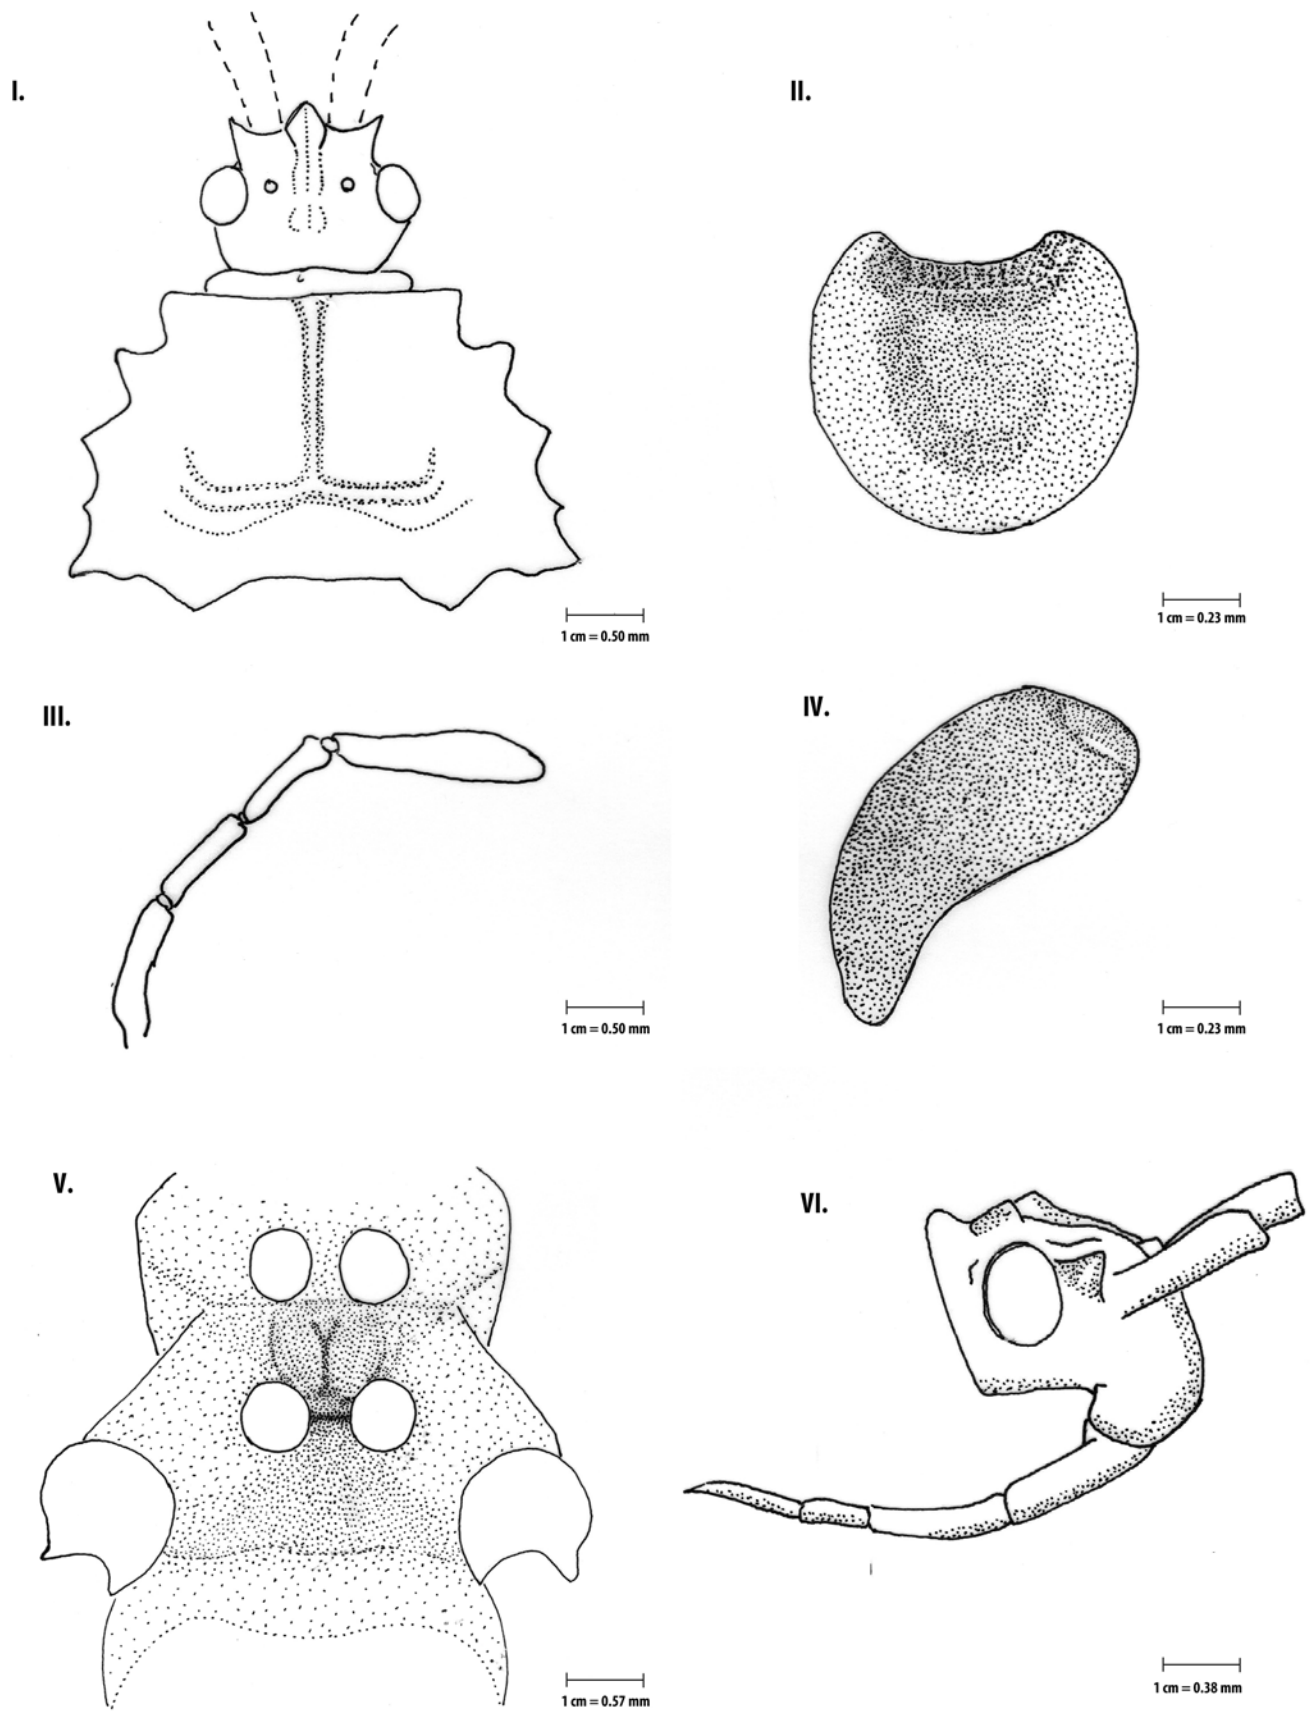 I.
II.
1 cm = 0.50 mm
1 cm = 0.23 mm
III.
IV.
1 cm = 0.50 mm
1 cm = 0.23 mm
V.
VI.
1 cm = 0.57 mm
1 cm = 0.38 mm